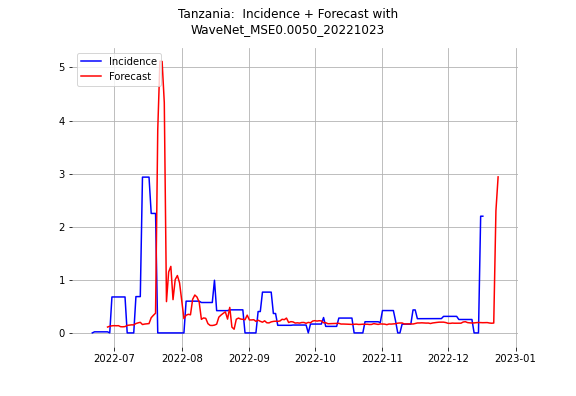 Tanzania:  Incidence + Forecast with
WaveNet_MSE0.0050_20221023
Incidence
Forecast
5
4
3
2
1
0
2022-07 2022-08 2022-09 2022-10 2022-11 2022-12 2023-01